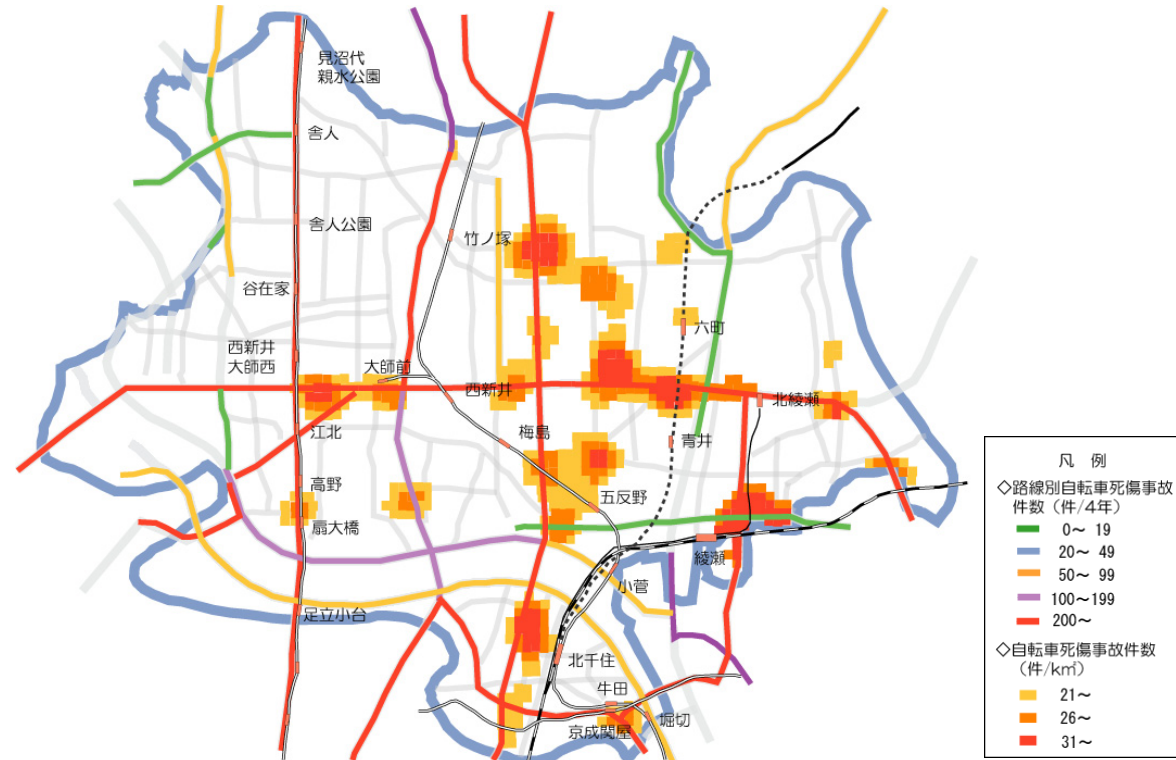 見沼代
親水公園
舎人
舎人公園
竹ノ塚
谷在家
六町
西新井
大師西
大師前
西新井
北綾瀬
江北
梅島
青井
高野
五反野
扇大橋
綾瀬
小菅
足立小台
北千住
牛田
堀切
京成関屋
凡 例
◇路線別自転車死傷事故
件数（件/4年）
0～ 19
20～ 49
50～ 99
100～199
200～
◇自転車死傷事故件数
（件/k㎡）
21～
26～
31～